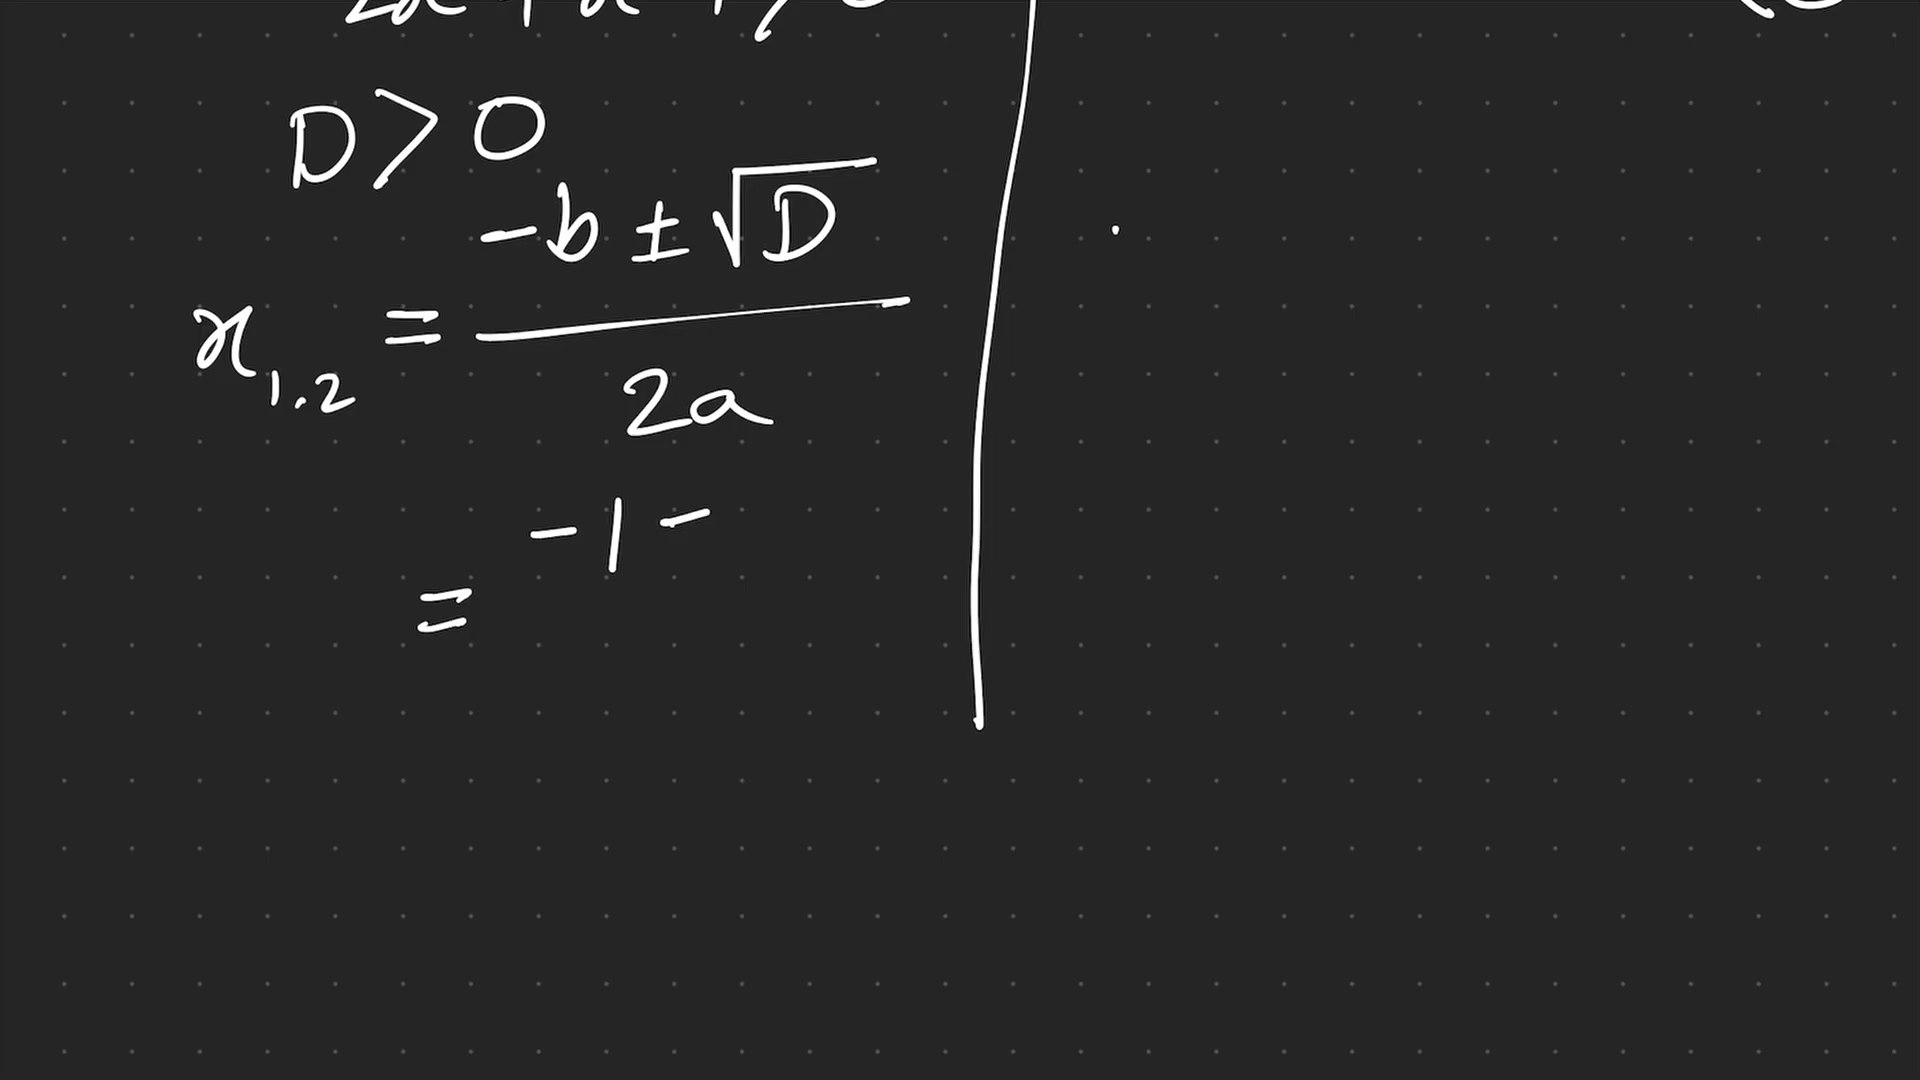 D > 0
x₁.₂ = (-b ± √D) / 2a
= -1 -